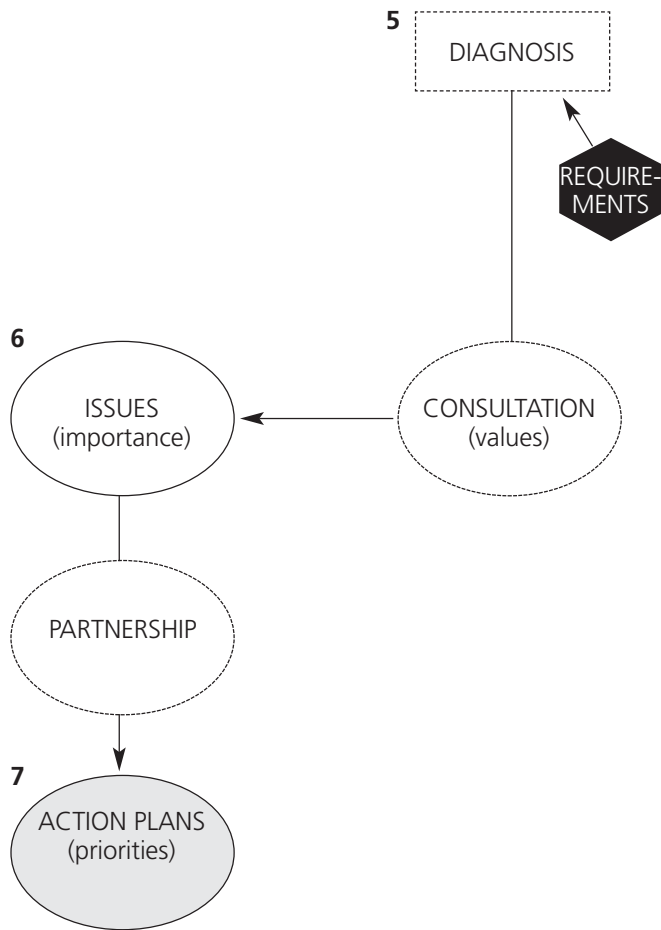 5
DIAGNOSIS
REQUIRE-
MENTS
6
ISSUES
(importance)
CONSULTATION
(values)
PARTNERSHIP
7
ACTION PLANS
(priorities)